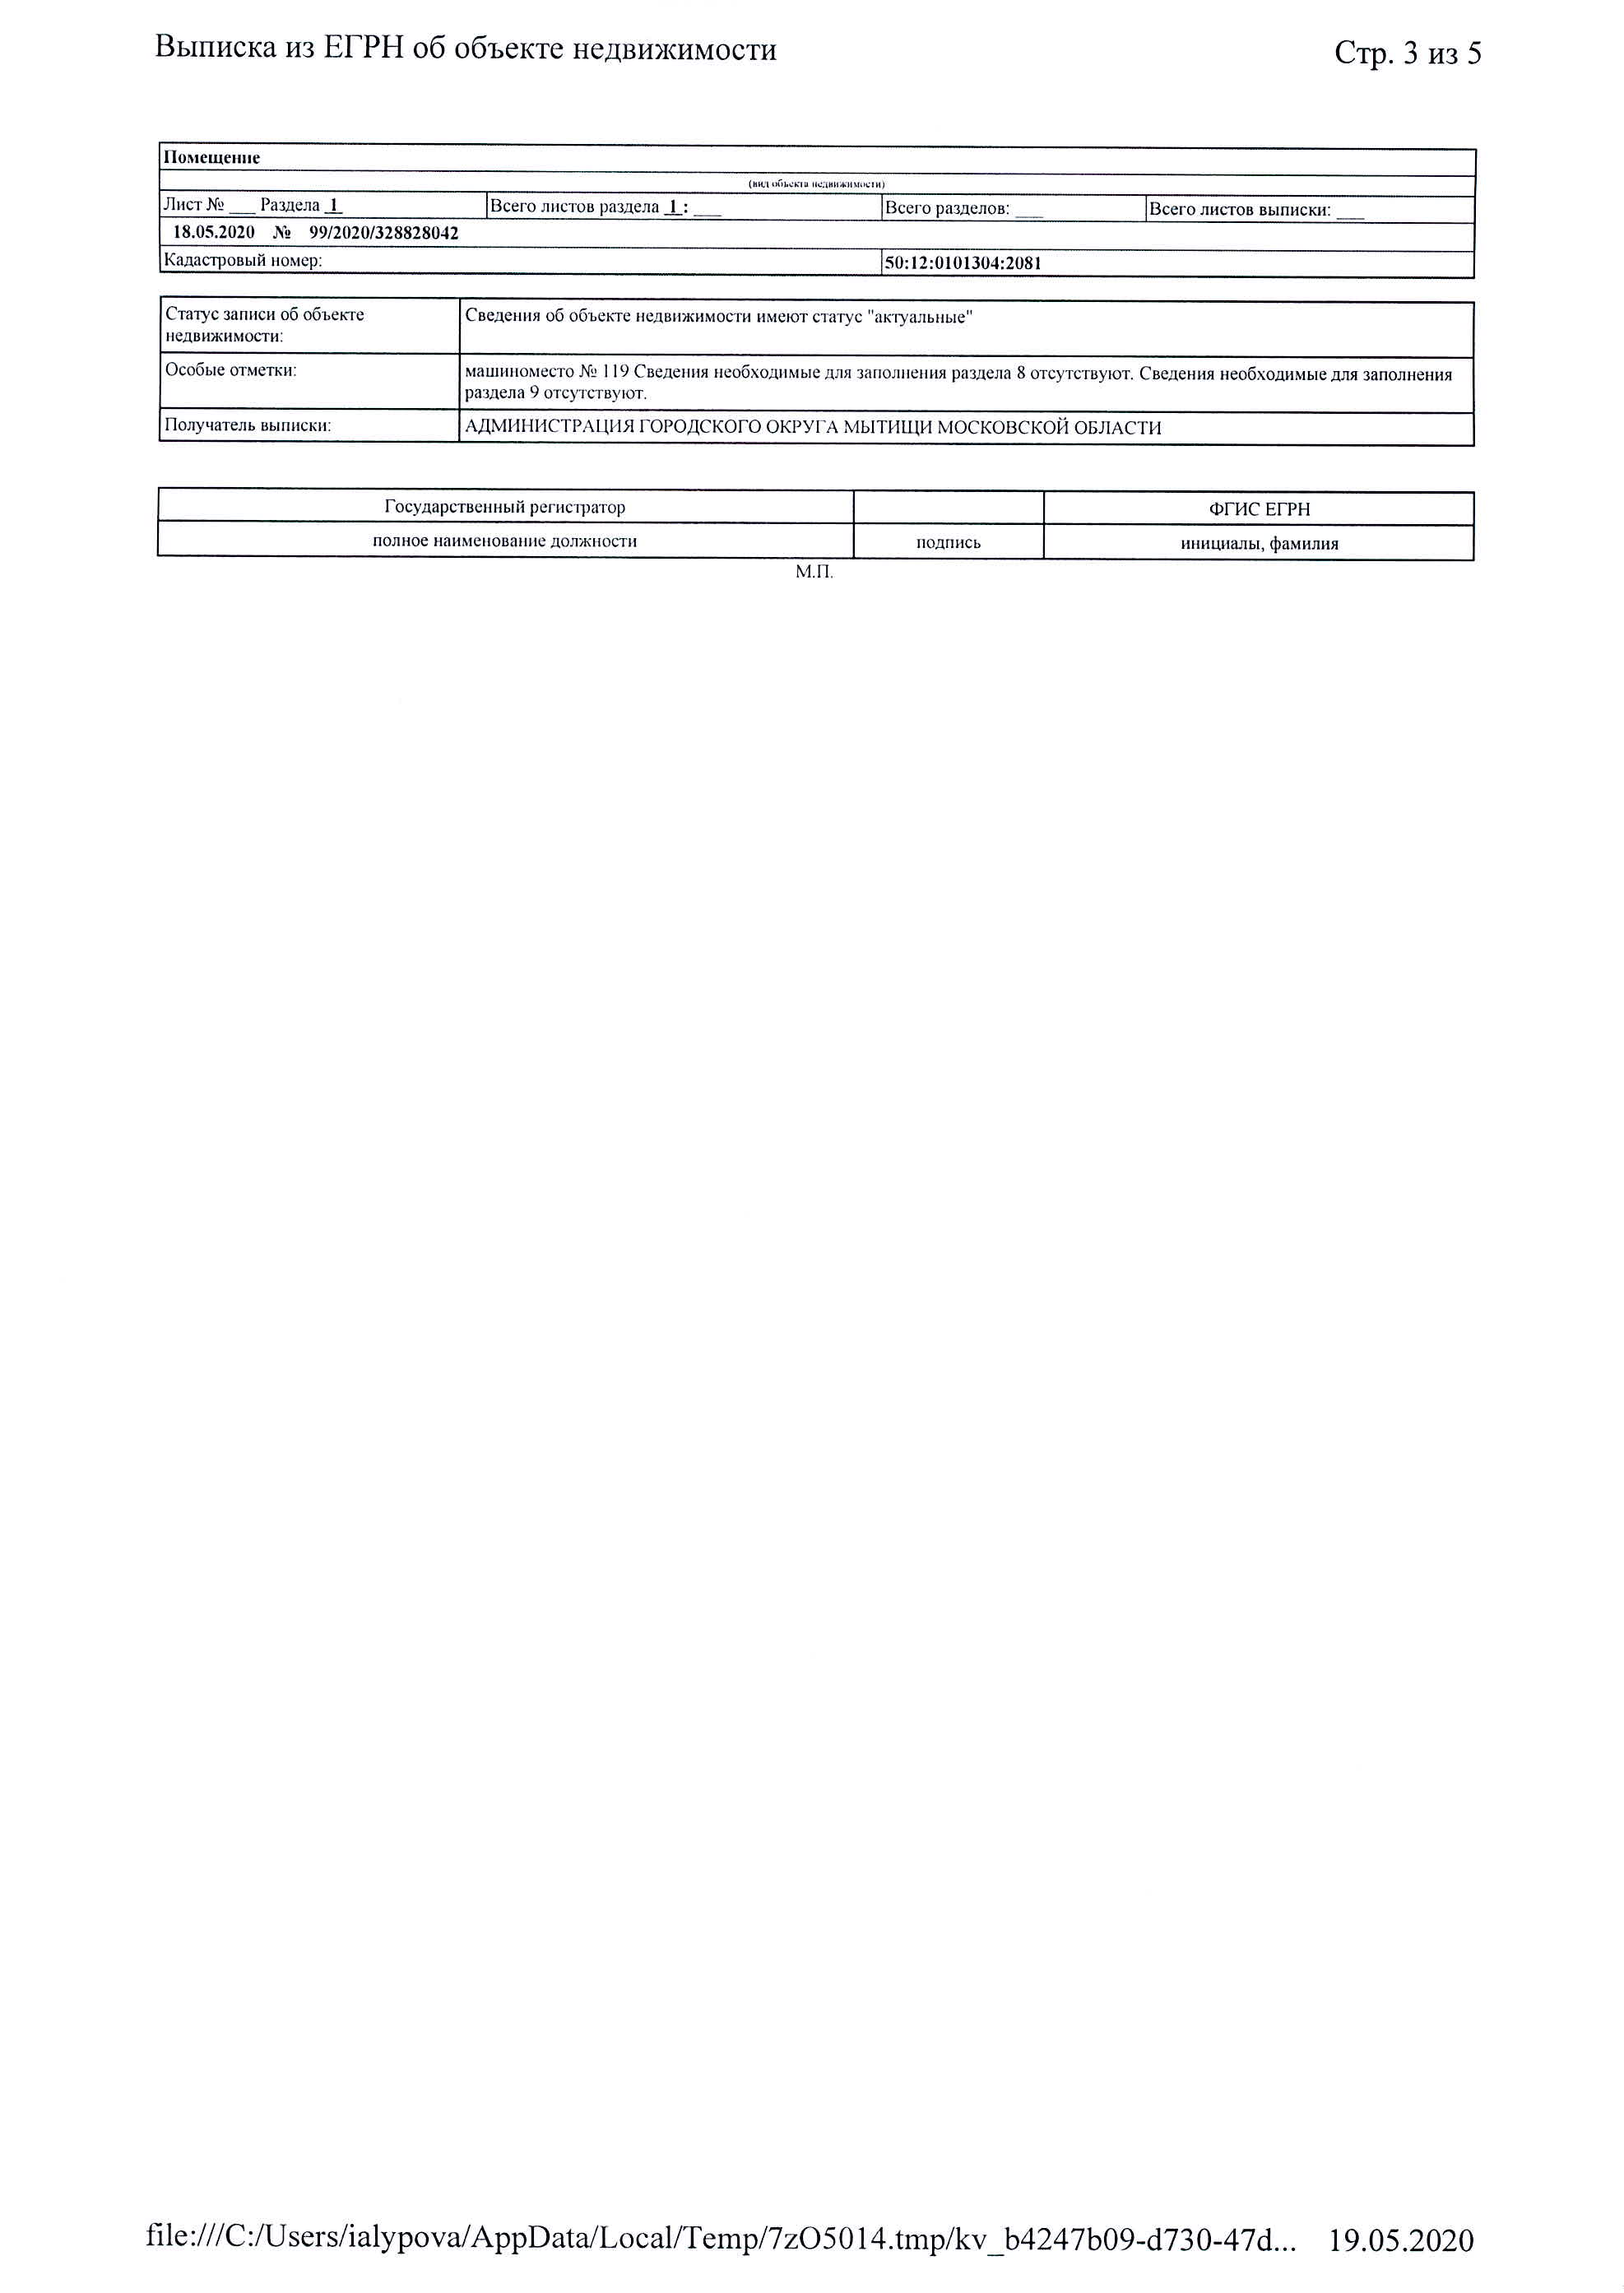 Выписка из ЕГРН об объекте недвижимости
Стр. 3 из 5
Помещение
(вид объекта недвижимости)
Лист № ___ Раздела 1
Всего листов раздела 1 : ___
Всего разделов: ___
Всего листов выписки: ___
18.05.2020 № 99/2020/328828042
Кадастровый номер:
50:12:0101304:2081
Статус записи об объекте
недвижимости:
Сведения об объекте недвижимости имеют статус "актуальные"
Особые отметки:
машиноместо № 119 Сведения необходимые для заполнения раздела 8 отсутствуют. Сведения необходимые для заполнения
раздела 9 отсутствуют.
Получатель выписки:
АДМИНИСТРАЦИЯ ГОРОДСКОГО ОКРУГА МЫТИЩИ МОСКОВСКОЙ ОБЛАСТИ
Государственный регистратор
ФГИС ЕГРН
полное наименование должности
подпись
инициалы, фамилия
М.П.
file:///C:/Users/ialypova/AppData/Local/Temp/7zO5014.tmp/kv_b4247b09-d730-47d...
19.05.2020